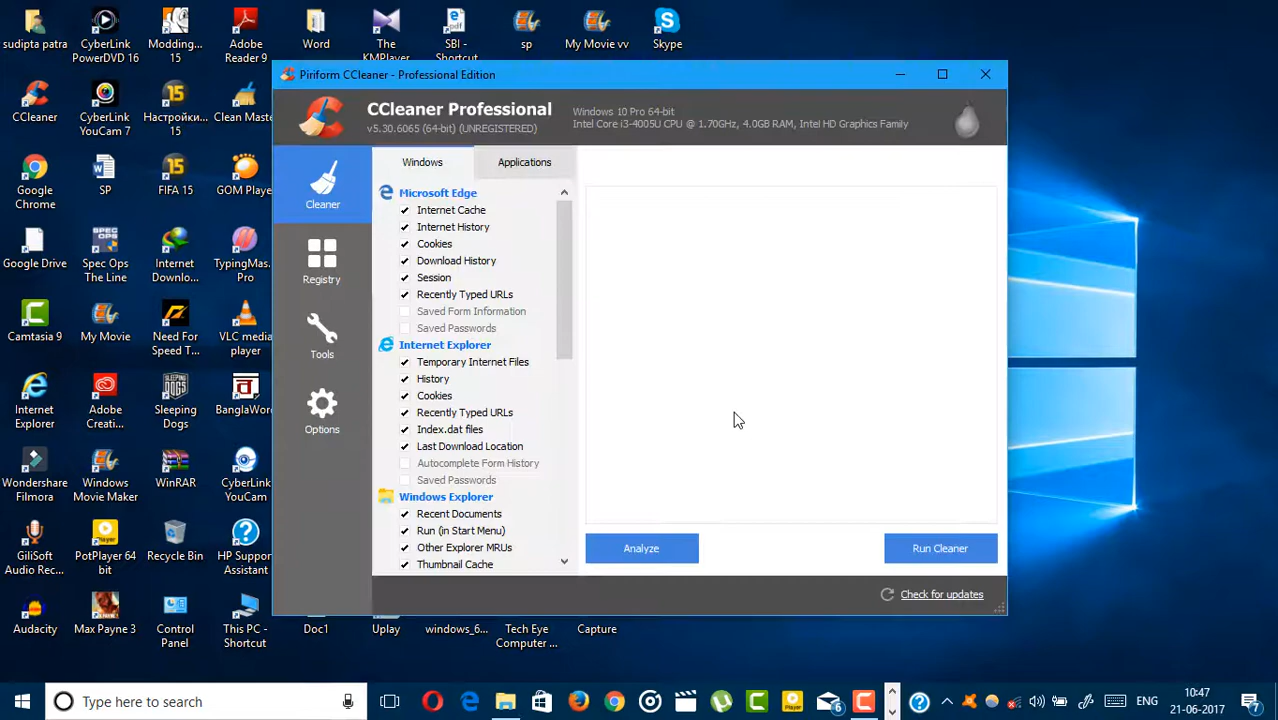 sudipta patra
CyberLink PowerDVD 16
Modding... 15
Adobe Reader 9
Word
The KMPlayer
SBI - Shortcut
sp
My Movie vv
Skype
CCleaner
CyberLink YouCam 7
Настройки... 15
Clean Maste
Google Chrome
SP
FIFA 15
GOM Playe
Google Drive
Spec Ops The Line
Internet Downlo...
TypingMas. Pro
Camtasia 9
My Movie
Need For Speed T...
VLC media player
Internet Explorer
Adobe Creati...
Sleeping Dogs
BanglaWord
Wondershare Filmora
Windows Movie Maker
WinRAR
CyberLink YouCam
GiliSoft Audio Rec...
PotPlayer 64 bit
Recycle Bin
HP Support Assistant
Audacity
Max Payne 3
Control Panel
This PC - Shortcut
Doc1
Uplay
windows_6...
Tech Eye Computer ...
Capture
Piriform CCleaner - Professional Edition
CCleaner Professional
v5.30.6065 (64-bit) (UNREGISTERED)
Windows 10 Pro 64-bit
Intel Core i3-4005U CPU @ 1.70GHz, 4.0GB RAM, Intel HD Graphics Family
Cleaner
Registry
Tools
Options
Windows
Applications
Microsoft Edge
Internet Cache
Internet History
Cookies
Download History
Session
Recently Typed URLs
Saved Form Information
Saved Passwords
Internet Explorer
Temporary Internet Files
History
Cookies
Recently Typed URLs
Index.dat files
Last Download Location
Autocomplete Form History
Saved Passwords
Windows Explorer
Recent Documents
Run (in Start Menu)
Other Explorer MRUs
Thumbnail Cache
Analyze
Run Cleaner
Check for updates
Type here to search
6
ENG
10:47
21-06-2017
7